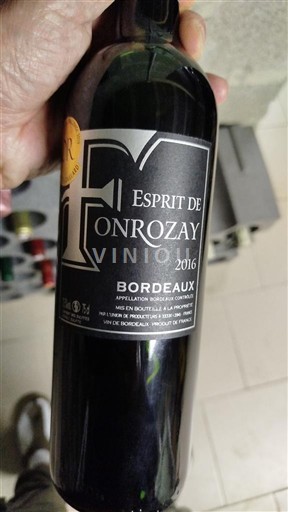 OR
ESPRIT DE
FONROZAY
VINIOU
2016
BORDEAUX
APPELLATION BORDEAUX CONTRÔLÉE
MIS EN BOUTEILLE À LA PROPRIÉTÉ
VIN DE BORDEAUX PRODUIT DE FRANCE